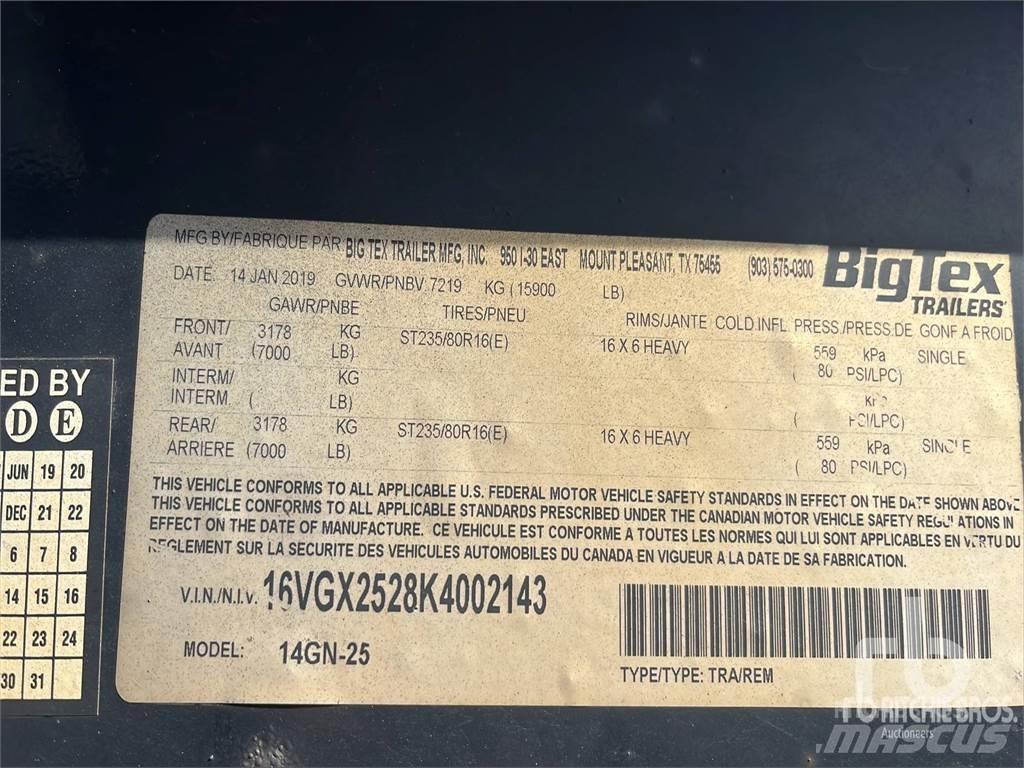 MFG BY/FABRIQUE PAR BIG TEX TRAILER MFG, INC. 950 I-30 EAST MOUNT PLEASANT, TX 75455 (903) 575-0300 BigTex TRAILERS
DATE: 14 JAN 2019 GVWR/PNBV 7219 KG (15900 LB)
GAWR/PNBE TIRES/PNEU RIMS/JANTE COLD.INFL. PRESS./PRESS.DE GONF A FROID
FRONT/ 3178 KG ST235/80R16(E) 16 X 6 HEAVY 559 kPa SINGLE
AVANT (7000 LB) ( 80 PSI/LPC)
INTERM/ KG kPa
INTERM ( LB) ( PSI/LPC)
REAR/ 3178 KG ST235/80R16(E) 16 X 6 HEAVY 559 kPa SINGLE
ARRIERE (7000 LB) ( 80 PSI/LPC)
THIS VEHICLE CONFORMS TO ALL APPLICABLE U.S. FEDERAL MOTOR VEHICLE SAFETY STANDARDS IN EFFECT ON THE DATE SHOWN ABOVE
THIS VEHICLE CONFORMS TO ALL APPLICABLE STANDARDS PRESCRIBED UNDER THE CANADIAN MOTOR VEHICLE SAFETY REGULATIONS IN
EFFECT ON THE DATE OF MANUFACTURE. CE VEHICULE EST CONFORME A TOUTES LES NORMES QUI LUI SONT APPLICABLES EN VERTU DU
REGLEMENT SUR LA SECURITE DES VEHICULES AUTOMOBILES DU CANADA EN VIGUEUR A LA DATE DE SA FABRICATION.
V.I.N./N.I.V. 16VGX2528K4002143
MODEL: 14GN-25
TYPE/TYPE: TRA/REM
ED BY
D E
JUN 19 20
DEC 21 22
6 7 8
14 15 16
22 23 24
30 31
rb
RITCHIE BROS.
Auctioneers
MASCUS